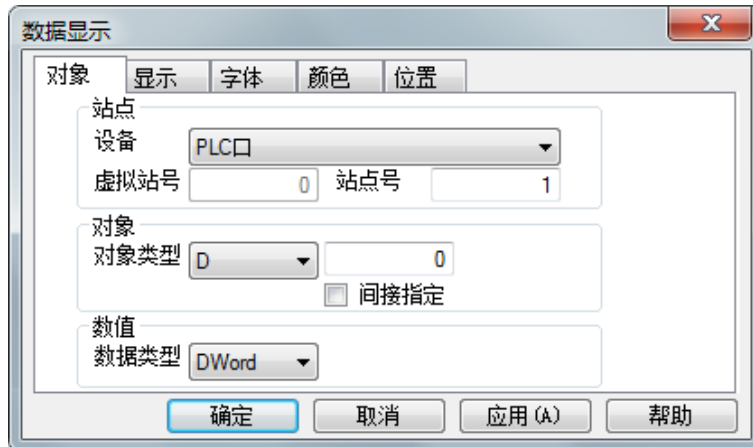 数据显示
对象 显示 字体 颜色 位置
站点
设备 PLC口
虚拟站号 0 站点号 1
对象
对象类型 D 0
间接指定
数值
数据类型 DWord
确定 取消 应用(A) 帮助